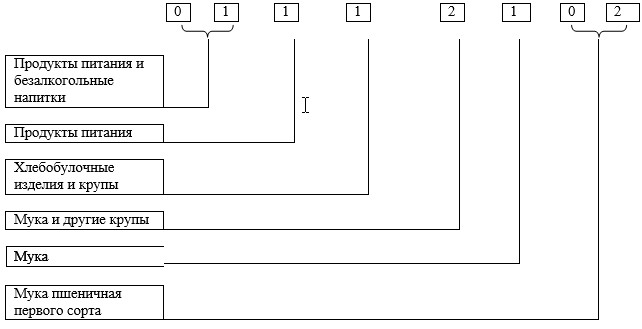 0 1 1 1 2 1 0 2
Продукты питания и
безалкогольные
напитки
Продукты питания
Хлебобулочные
изделия и крупы
Мука и другие крупы
Мука
Мука пшеничная
первого сорта